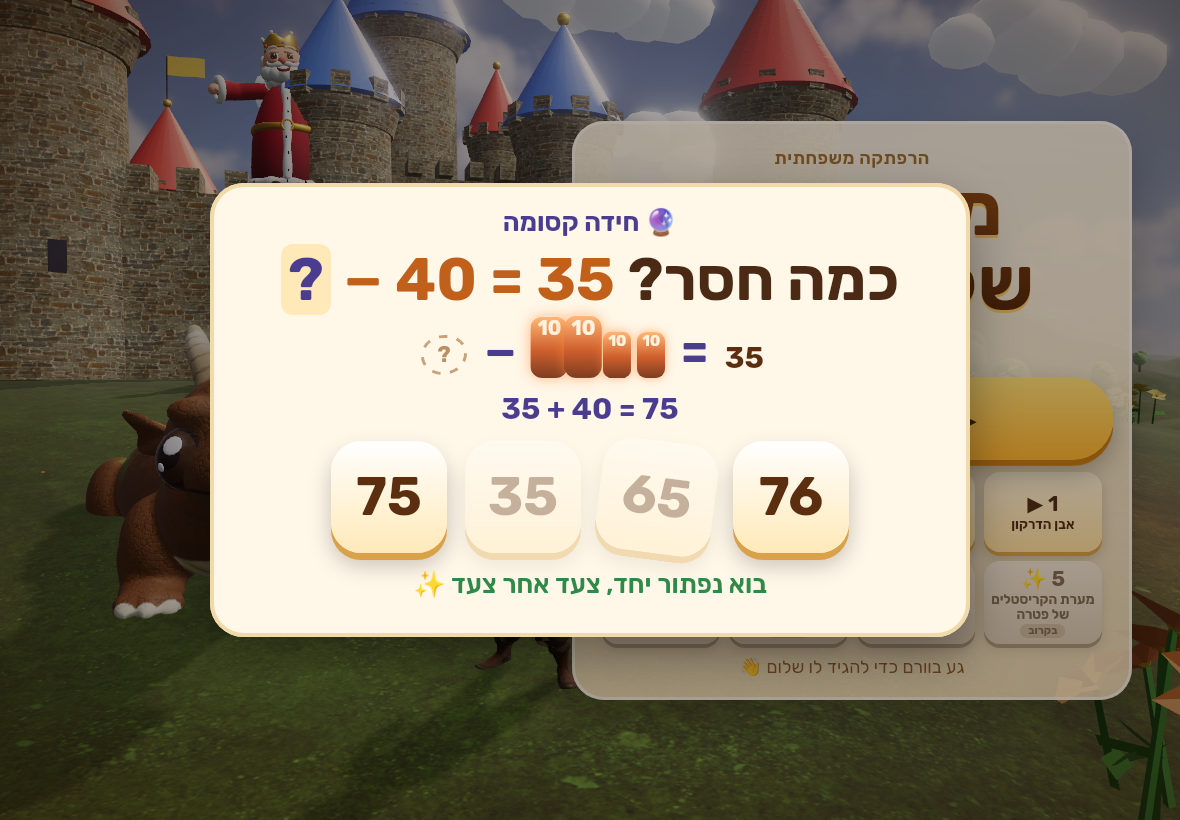 הרפתקה משפחתית
🔮 חידה קסומה
כמה חסר? ? − 40 = 35
? − 10 10 10 10 = 35
35 + 40 = 75
75 35 65 76
בוא נפתור יחד, צעד אחר צעד ✨
▶ 1
אבן הדרקון
5 ✨
מערת הקריסטלים
של פטרה
בקרוב
גע בוורם כדי להגיד לו שלום 👋